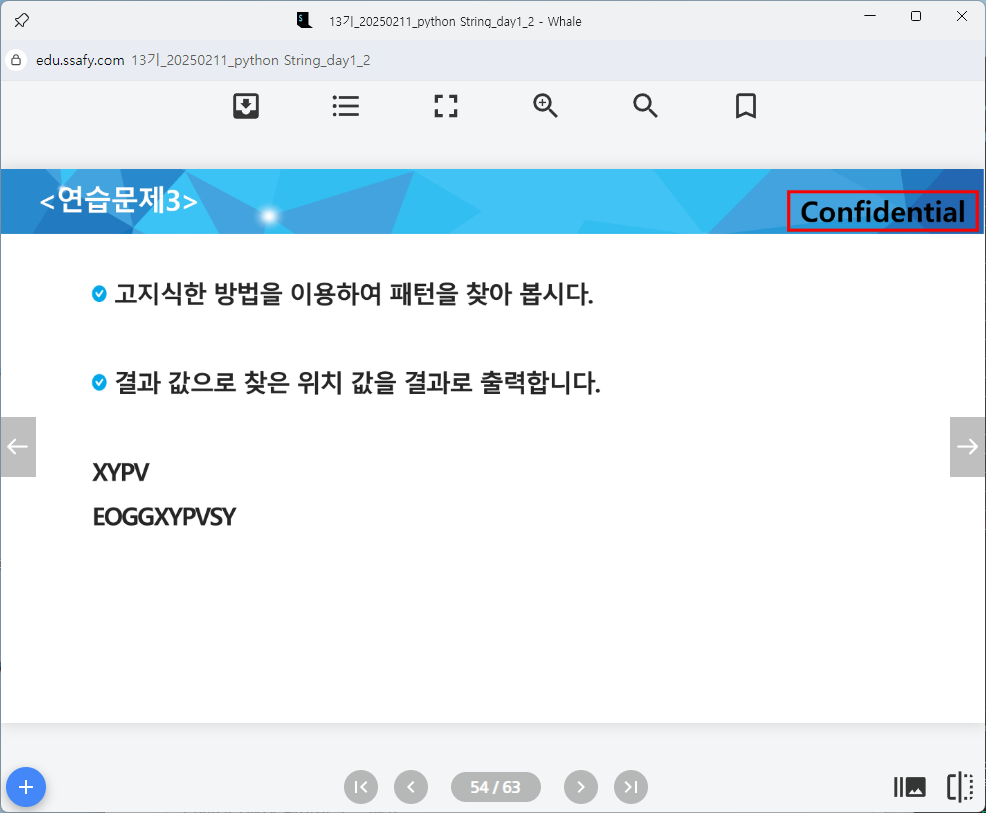 13기_20250211_python String_day1_2 - Whale
edu.ssafy.com 13기_20250211_python String_day1_2
<연습문제3>
Confidential
고지식한 방법을 이용하여 패턴을 찾아 봅시다.
결과 값으로 찾은 위치 값을 결과로 출력합니다.
XYPV
EOGGXYPVSY
54 / 63